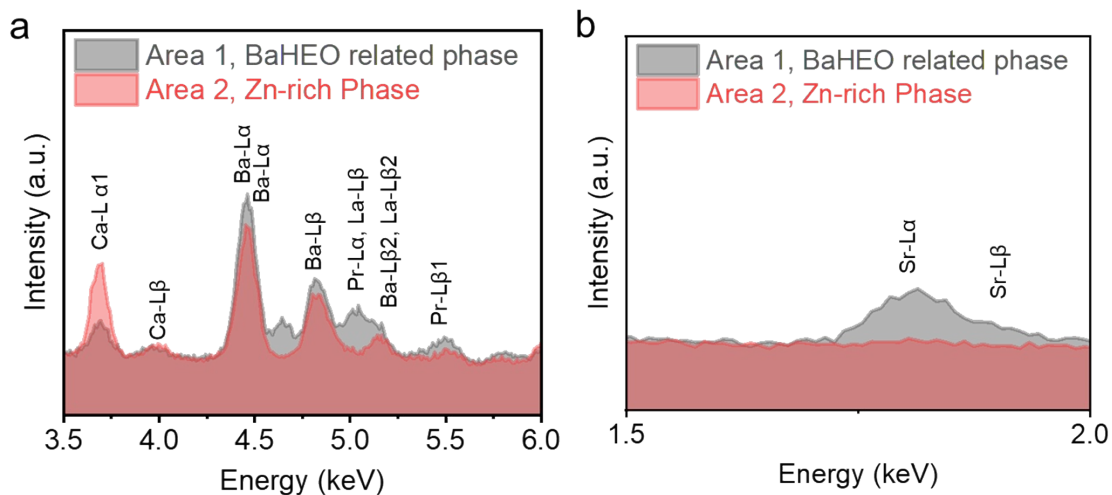 a
Area 1, BaHEO related phase
Area 2, Zn-rich Phase
Intensity (a.u.)
Ca-L α1
Ca-Lβ
Ba-Lα
Ba-Lα
Ba-Lβ
Pr-Lα, La-Lβ
Ba-Lβ2, La-Lβ2
Pr-Lβ1
3.5 4.0 4.5 5.0 5.5 6.0
Energy (keV)
b
Area 1, BaHEO related phase
Area 2, Zn-rich Phase
Intensity (a.u.)
Sr-Lα
Sr-Lβ
1.5 2.0
Energy (keV)